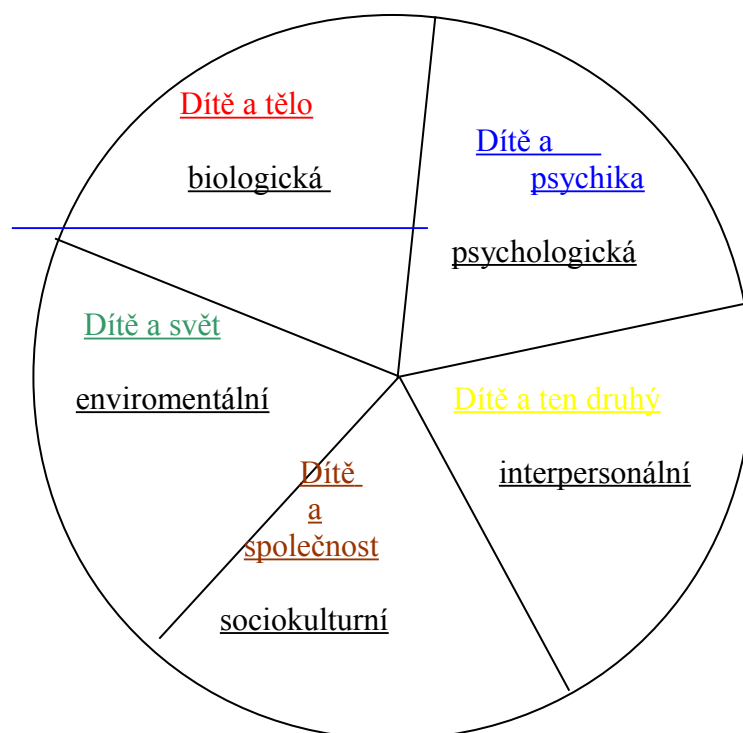 Dítě a tělo
biologická
Dítě a
psychika
psychologická
Dítě a svět
enviromentální
Dítě a ten druhý
interpersonální
Dítě
a
společnost
sociokulturní